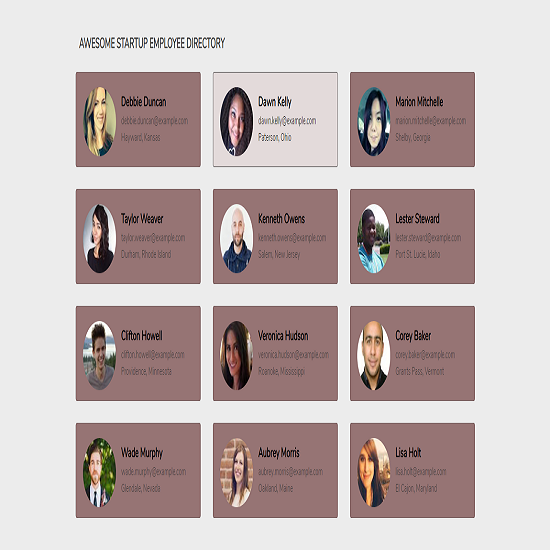 AWESOME STARTUP EMPLOYEE DIRECTORY
Debbie Duncan
debbie.duncan@example.com
Hayward, Kansas
Dawn Kelly
dawn.kelly@example.com
Paterson, Ohio
Marion Mitchelle
marion.mitchelle@example.com
Shelby, Georgia
Taylor Weaver
taylor.weaver@example.com
Durham, Rhode Island
Kenneth Owens
kenneth.owens@example.com
Salem, New Jersey
Lester Steward
lester.steward@example.com
Port St. Lucie, Idaho
Clifton Howell
clifton.howell@example.com
Providence, Minnesota
Veronica Hudson
veronica.hudson@example.com
Roanoke, Mississippi
Corey Baker
corey.baker@example.com
Grants Pass, Vermont
Wade Murphy
wade.murphy@example.com
Glendale, Nevada
Aubrey Morris
aubrey.morris@example.com
Oakland, Maine
Lisa Holt
lisa.holt@example.com
El Cajon, Maryland